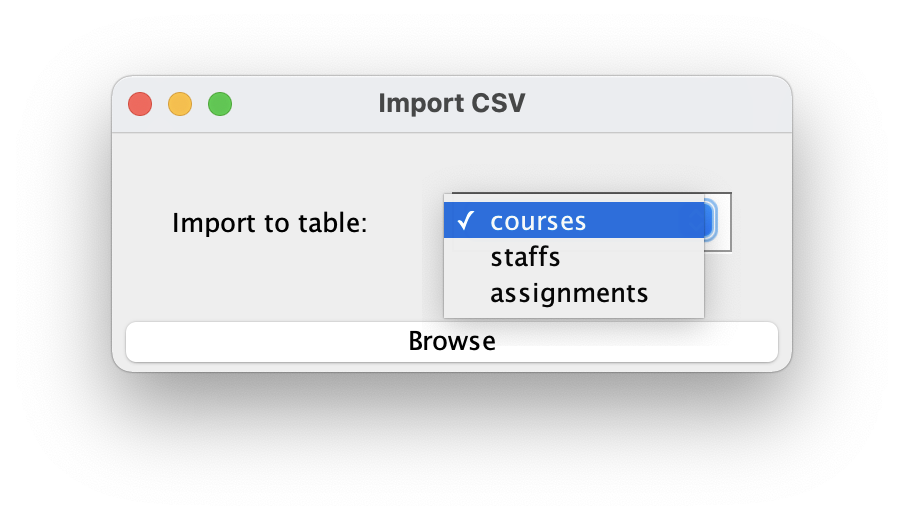 Import CSV
Import to table:
✓ courses
staffs
assignments
Browse